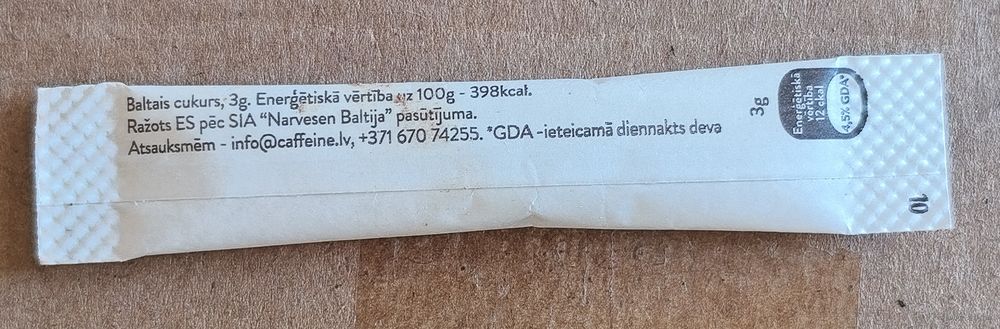 Baltais cukurs, 3g. Enerģētiskā vērtība uz 100g - 398kcal.
Ražots ES pēc SIA “Narvesen Baltija” pasūtījuma.
Atsauksmēm - info@caffeine.lv, +371 670 74255. *GDA -ieteicamā diennakts deva
3g
Enerģētiskā
vērtība
12 ckal
4,5% GDA*
10